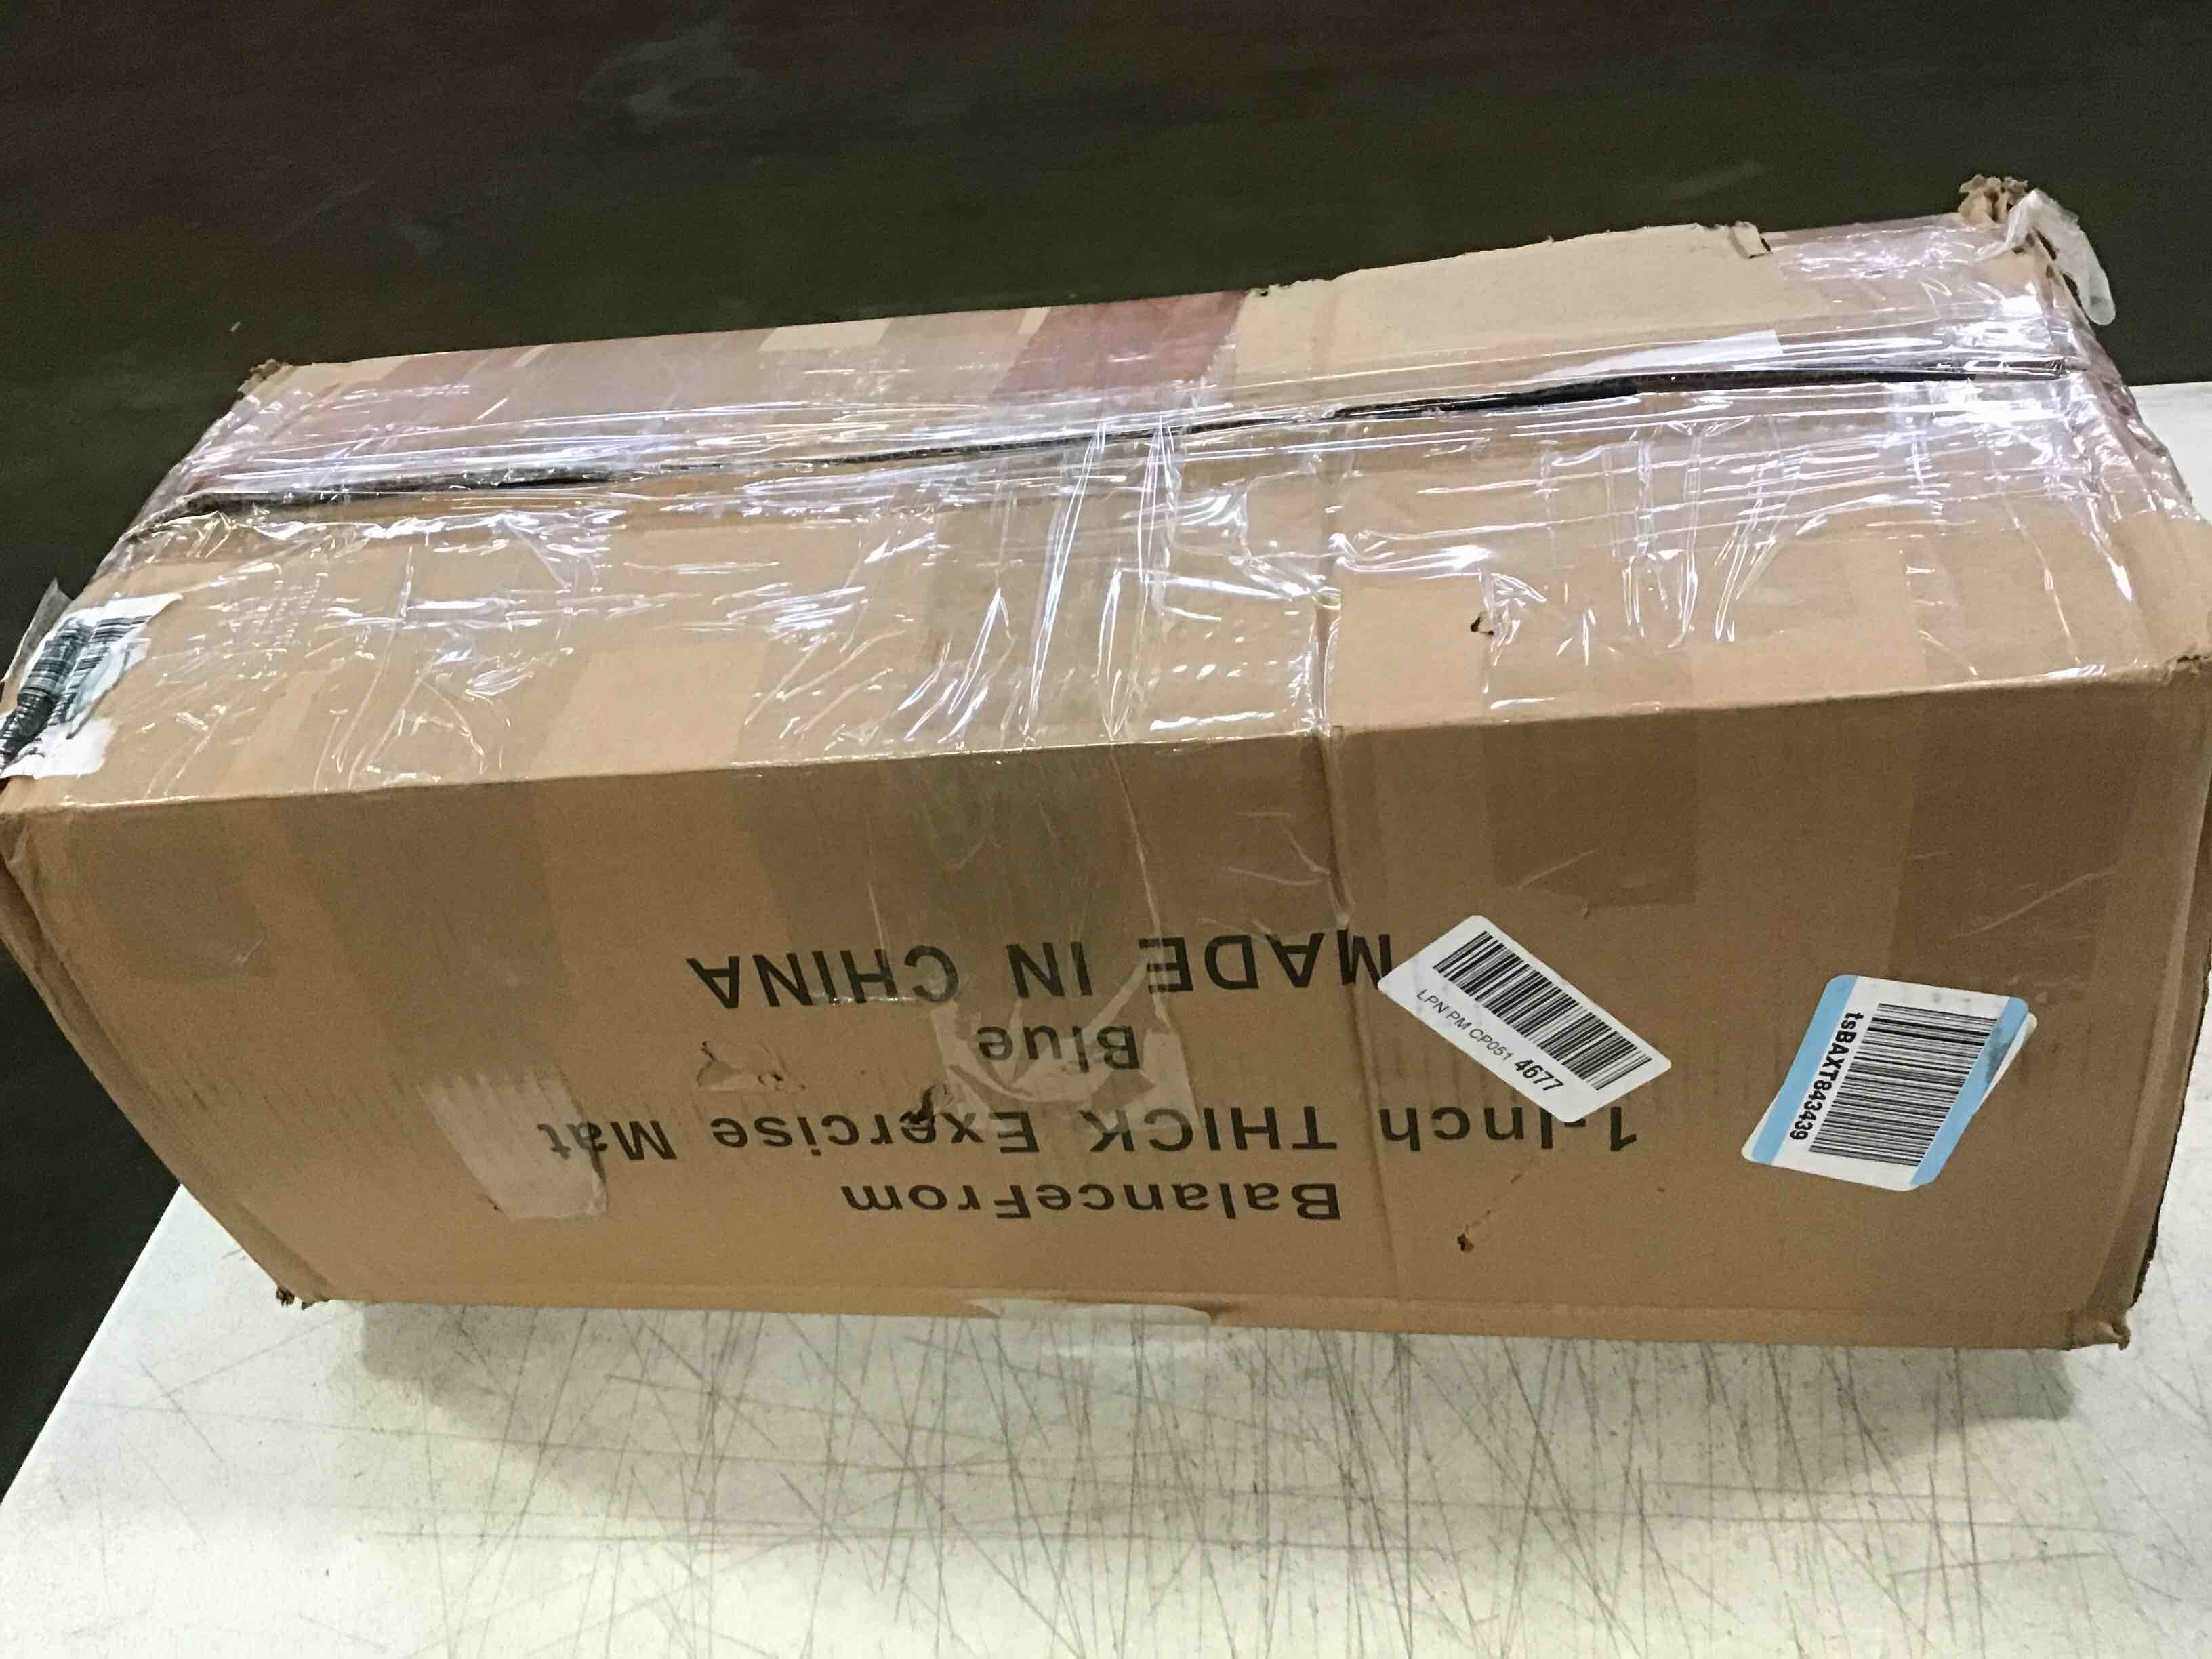 BalanceFrom
1-Inch THICK Exercise Mat
Blue
MADE IN CHINA
LPN PM CP051 4677
tsBAXT843439